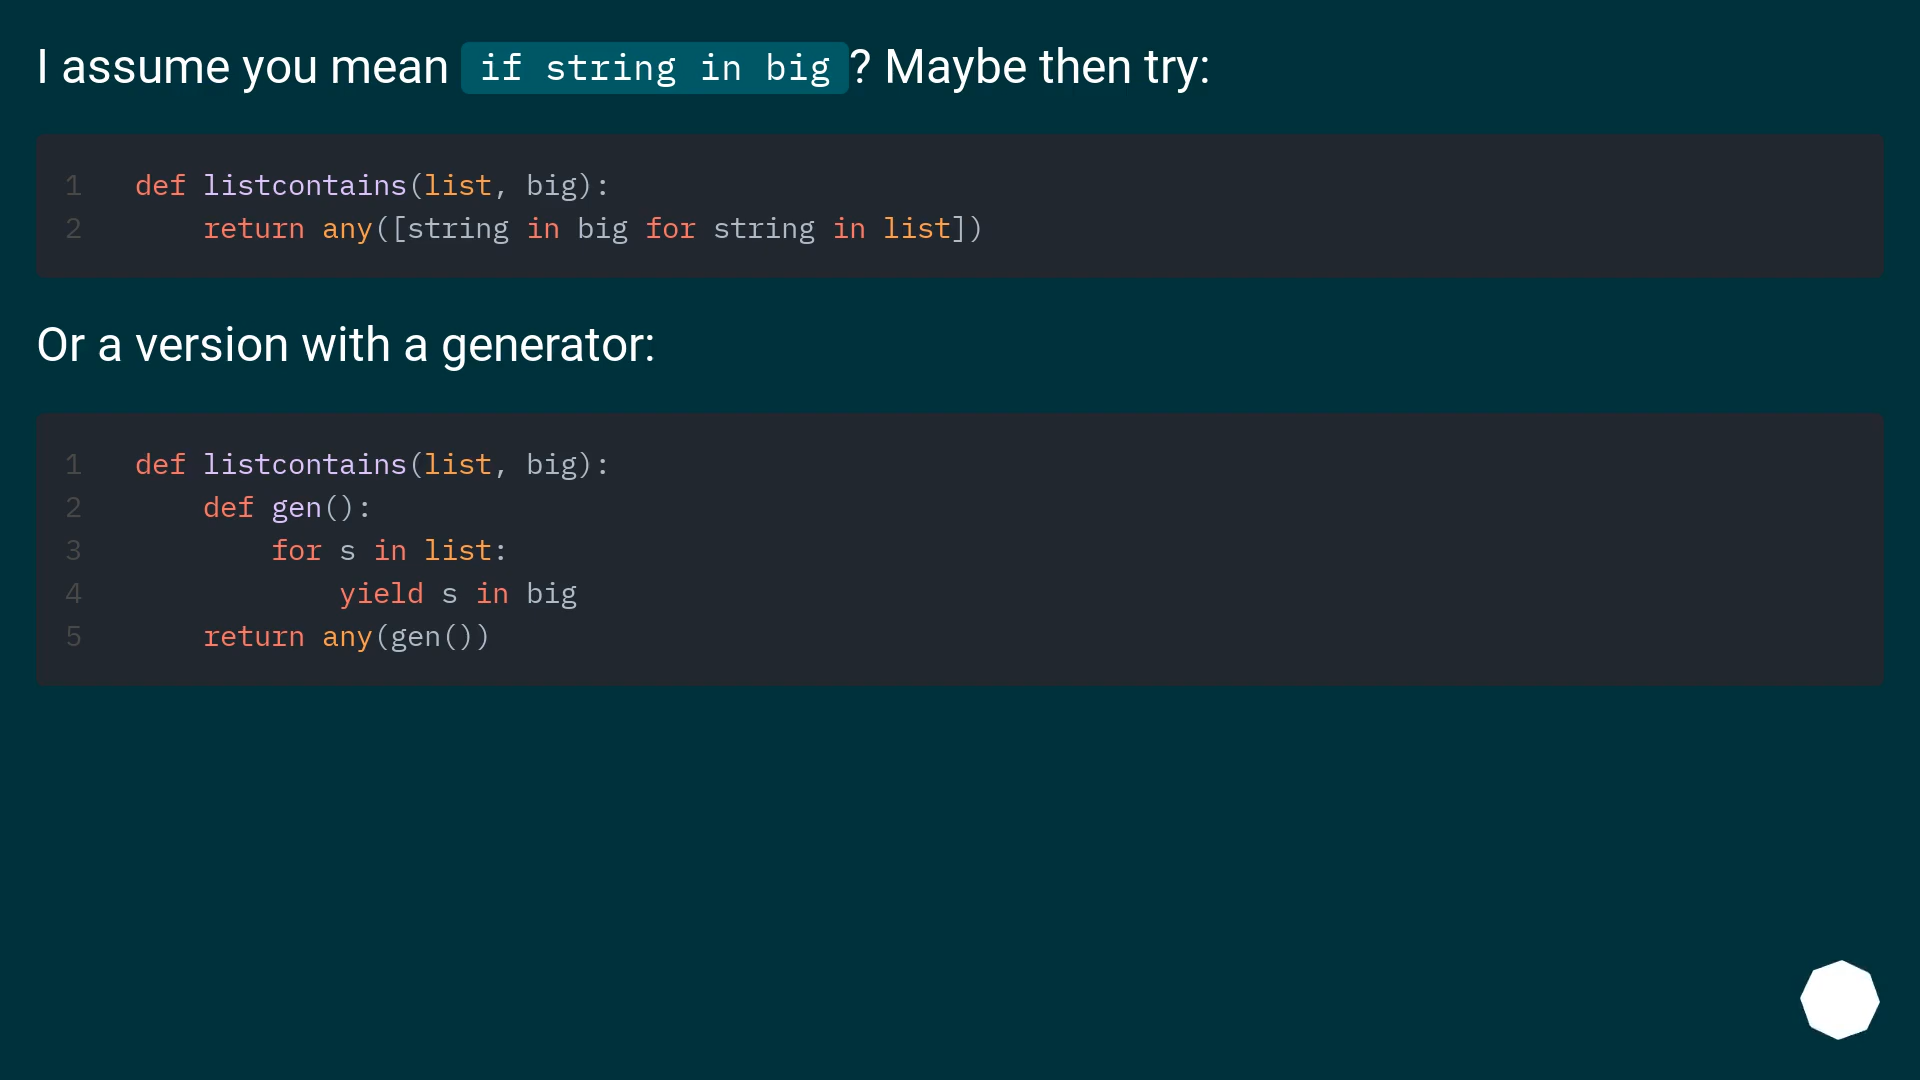 I assume you mean if string in big? Maybe then try:
1 def listcontains(list, big):
2     return any([string in big for string in list])
Or a version with a generator:
1 def listcontains(list, big):
2     def gen():
3         for s in list:
4             yield s in big
5     return any(gen())